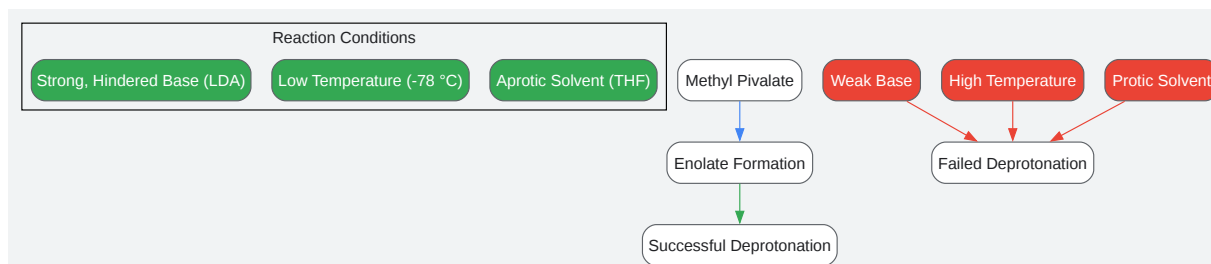 Reaction Conditions
Strong, Hindered Base (LDA)
Low Temperature (-78 °C)
Aprotic Solvent (THF)
Methyl Pivalate
Weak Base
High Temperature
Protic Solvent
Enolate Formation
Failed Deprotonation
Successful Deprotonation